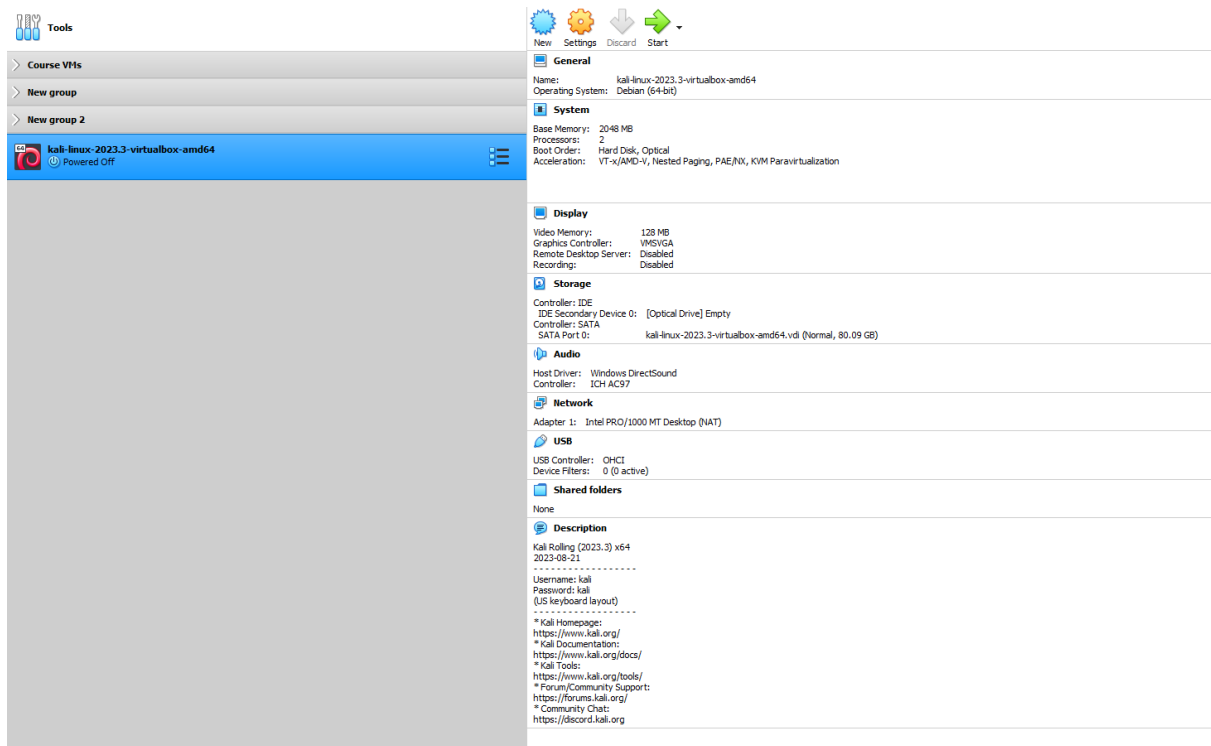 Tools
Course VMs
New group
New group 2
64
kali-linux-2023.3-virtualbox-amd64
Powered Off
New Settings Discard Start
General
Name: kali-linux-2023.3-virtualbox-amd64
Operating System: Debian (64-bit)
System
Base Memory: 2048 MB
Processors: 2
Boot Order: Hard Disk, Optical
Acceleration: VT-x/AMD-V, Nested Paging, PAE/NX, KVM Paravirtualization
Display
Video Memory: 128 MB
Graphics Controller: VMSVGA
Remote Desktop Server: Disabled
Recording: Disabled
Storage
Controller: IDE
IDE Secondary Device 0: [Optical Drive] Empty
Controller: SATA
SATA Port 0: kali-linux-2023.3-virtualbox-amd64.vdi (Normal, 80.09 GB)
Audio
Host Driver: Windows DirectSound
Controller: ICH AC97
Network
Adapter 1: Intel PRO/1000 MT Desktop (NAT)
USB
USB Controller: OHCI
Device Filters: 0 (0 active)
Shared folders
None
Description
Kali Rolling (2023.3) x64
2023-08-21
- - - - - - - - - - - - - - - - - -
Username: kali
Password: kali
(US keyboard layout)
- - - - - - - - - - - - - - - - - -
* Kali Homepage:
https://www.kali.org/
* Kali Documentation:
https://www.kali.org/docs/
* Kali Tools:
https://www.kali.org/tools/
* Forum/Community Support:
https://forums.kali.org/
* Community Chat:
https://discord.kali.org